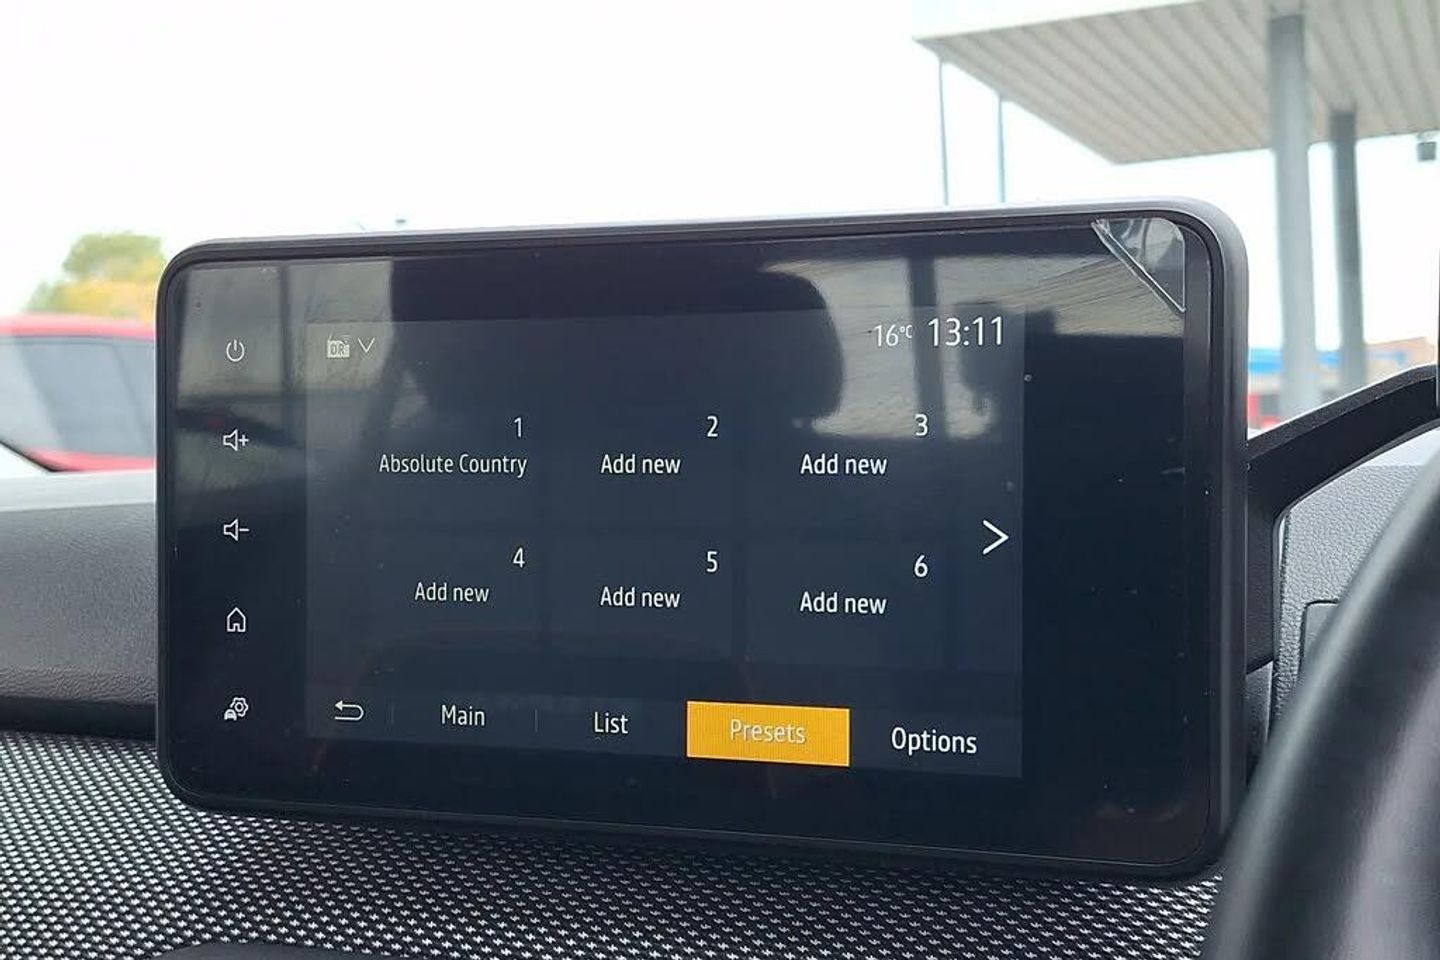 DR
16°C 13:11
1
Absolute Country
2
Add new
3
Add new
4
Add new
5
Add new
6
Add new
Main
List
Presets
Options